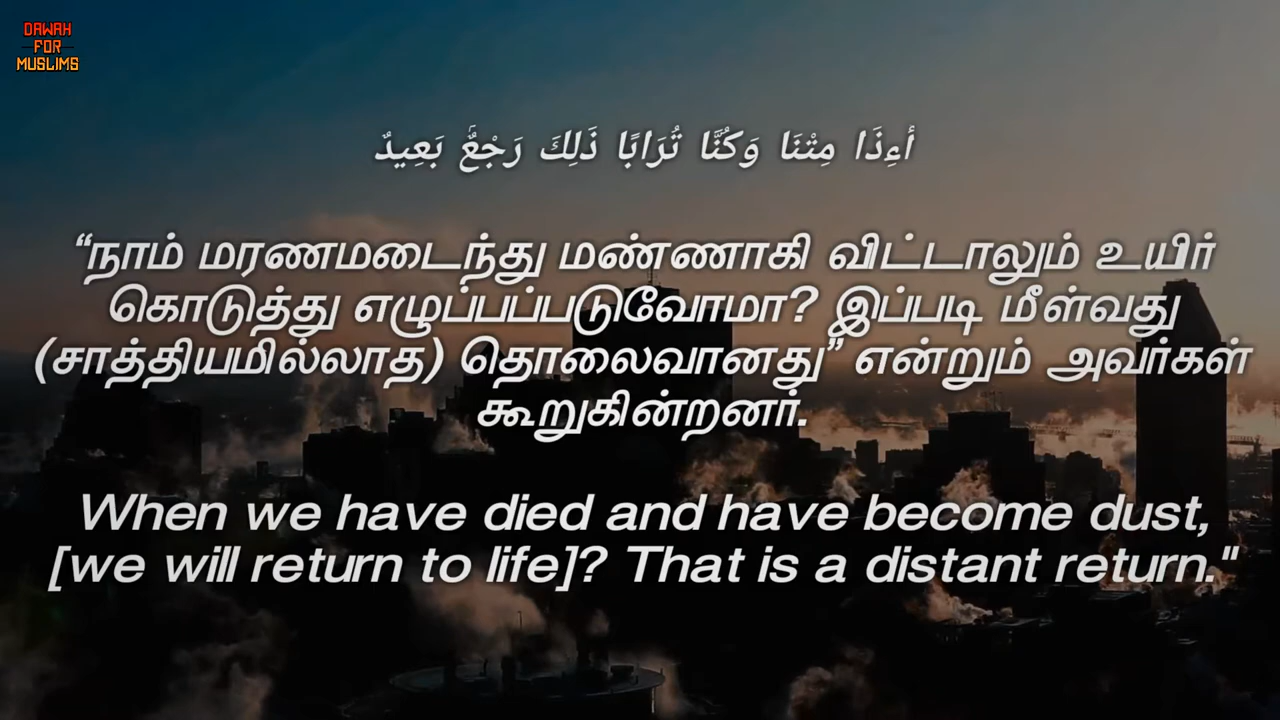 DAWAH
FOR
MUSLIMS
أءِذَا مِتْنَا وَكُنَّا تُرَابًا ذَلِكَ رَجْعٌۢ بَعِيدٌ
“நாம் மரணமடைந்து மண்ணாகி விட்டாலும் உயிர்
கொடுத்து எழுப்பப்படுவோமா? இப்படி மீள்வது
(சாத்தியமில்லாத) தொலைவானது” என்றும் அவர்கள்
கூறுகின்றனர்.
When we have died and have become dust,
[we will return to life]? That is a distant return."